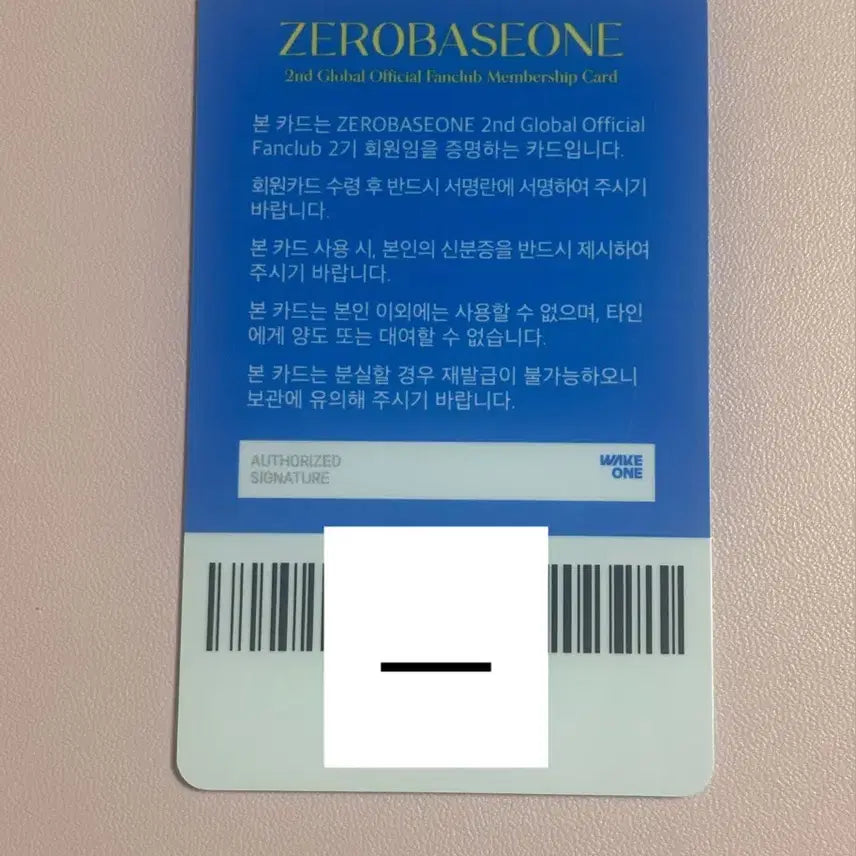 ZEROBASEONE
2nd Global Official Fanclub Membership Card
본 카드는 ZEROBASEONE 2nd Global Official
Fanclub 2기 회원임을 증명하는 카드입니다.
회원카드 수령 후 반드시 서명란에 서명하여 주시기
바랍니다.
본 카드 사용 시, 본인의 신분증을 반드시 제시하여
주시기 바랍니다.
본 카드는 본인 이외에는 사용할 수 없으며, 타인
에게 양도 또는 대여할 수 없습니다.
본 카드는 분실할 경우 재발급이 불가능하오니
보관에 유의해 주시기 바랍니다.
AUTHORIZED
SIGNATURE
WAKE
ONE